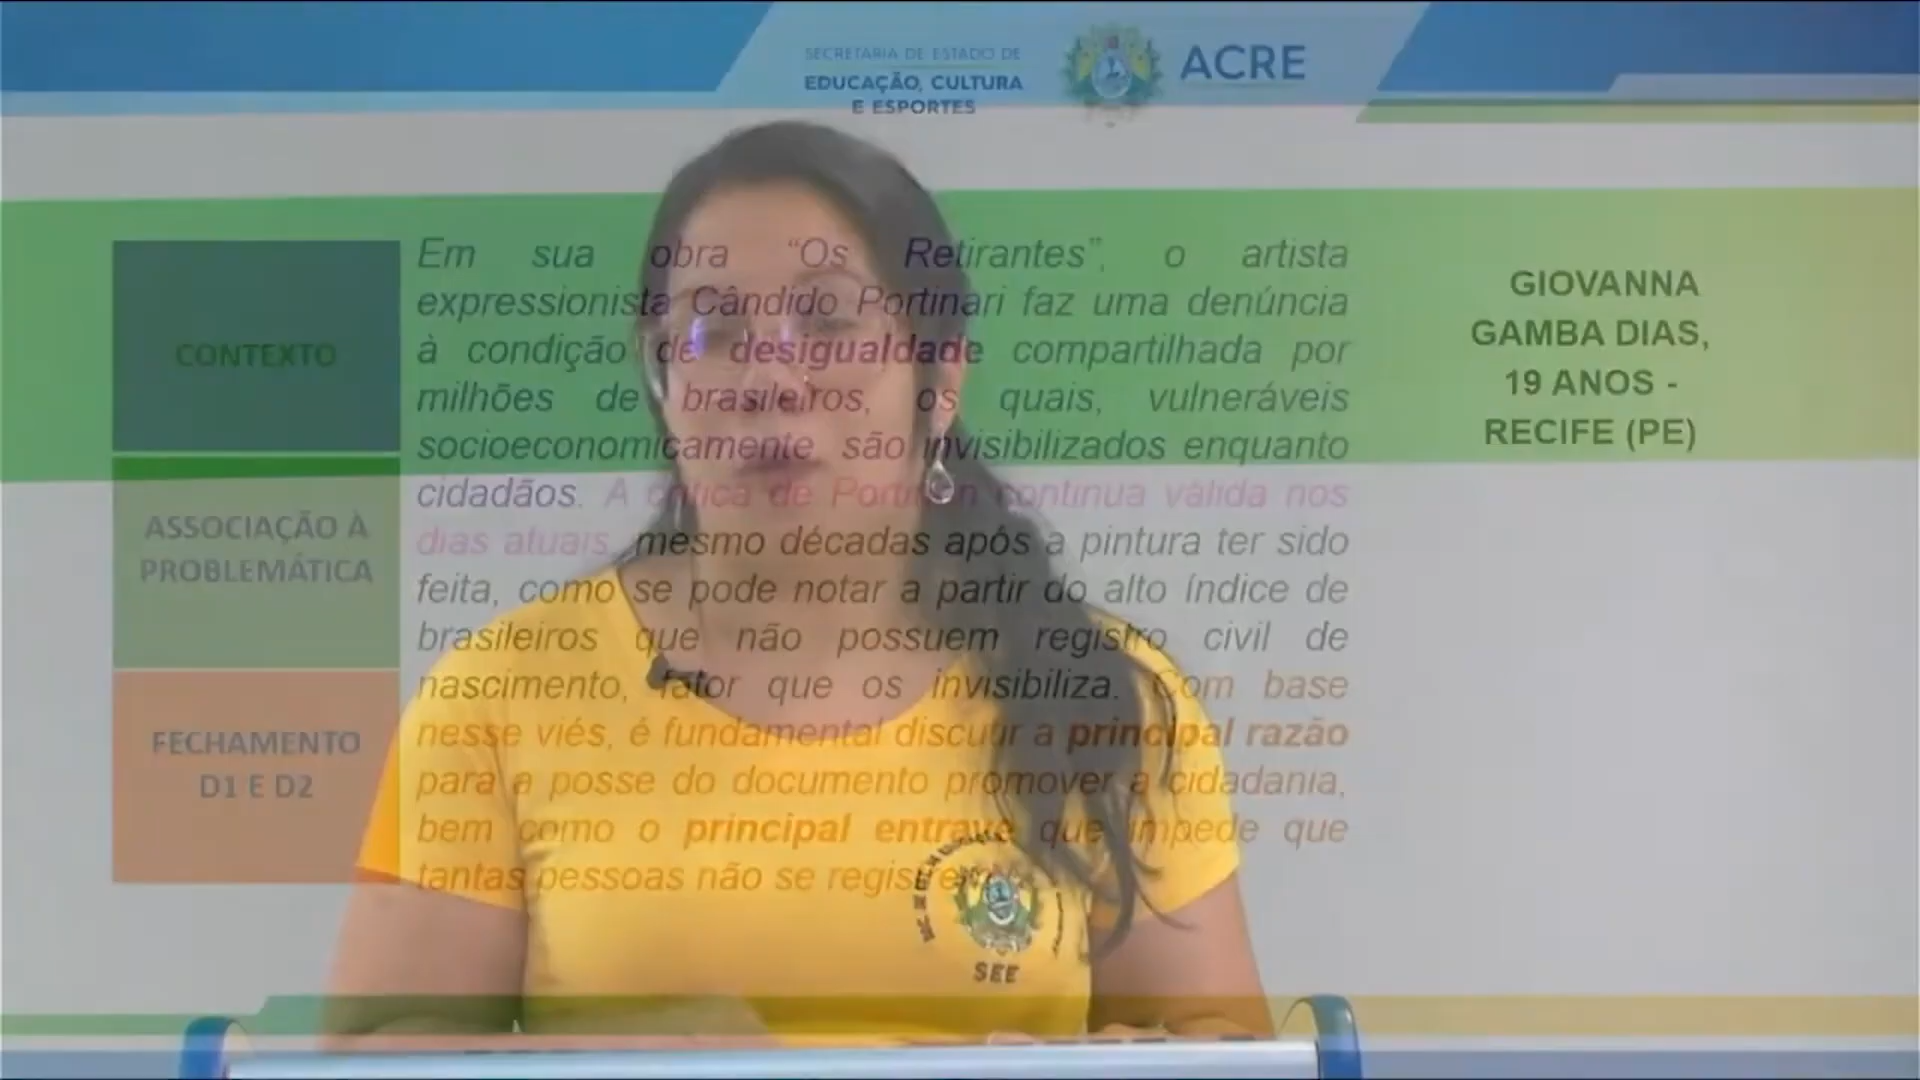 SECRETARIA DE ESTADO DE
EDUCAÇÃO, CULTURA
E ESPORTES
ACRE
CONTEXTO
ASSOCIAÇÃO À
PROBLEMÁTICA
FECHAMENTO
D1 E D2
Em sua obra “Os Retirantes”, o artista
expressionista Cândido Portinari faz uma denúncia
à condição de desigualdade compartilhada por
milhões de brasileiros, os quais, vulneráveis
socioeconomicamente, são invisibilizados enquanto
cidadãos. A crítica de Portinari continua válida nos
dias atuais, mesmo décadas após a pintura ter sido
feita, como se pode notar a partir do alto índice de
brasileiros que não possuem registro civil de
nascimento, fator que os invisibiliza. Com base
nesse viés, é fundamental discutir a principal razão
para a posse do documento promover a cidadania,
bem como o principal entrave que impede que
tantas pessoas não se registrem.
GIOVANNA
GAMBA DIAS,
19 ANOS -
RECIFE (PE)
SEE